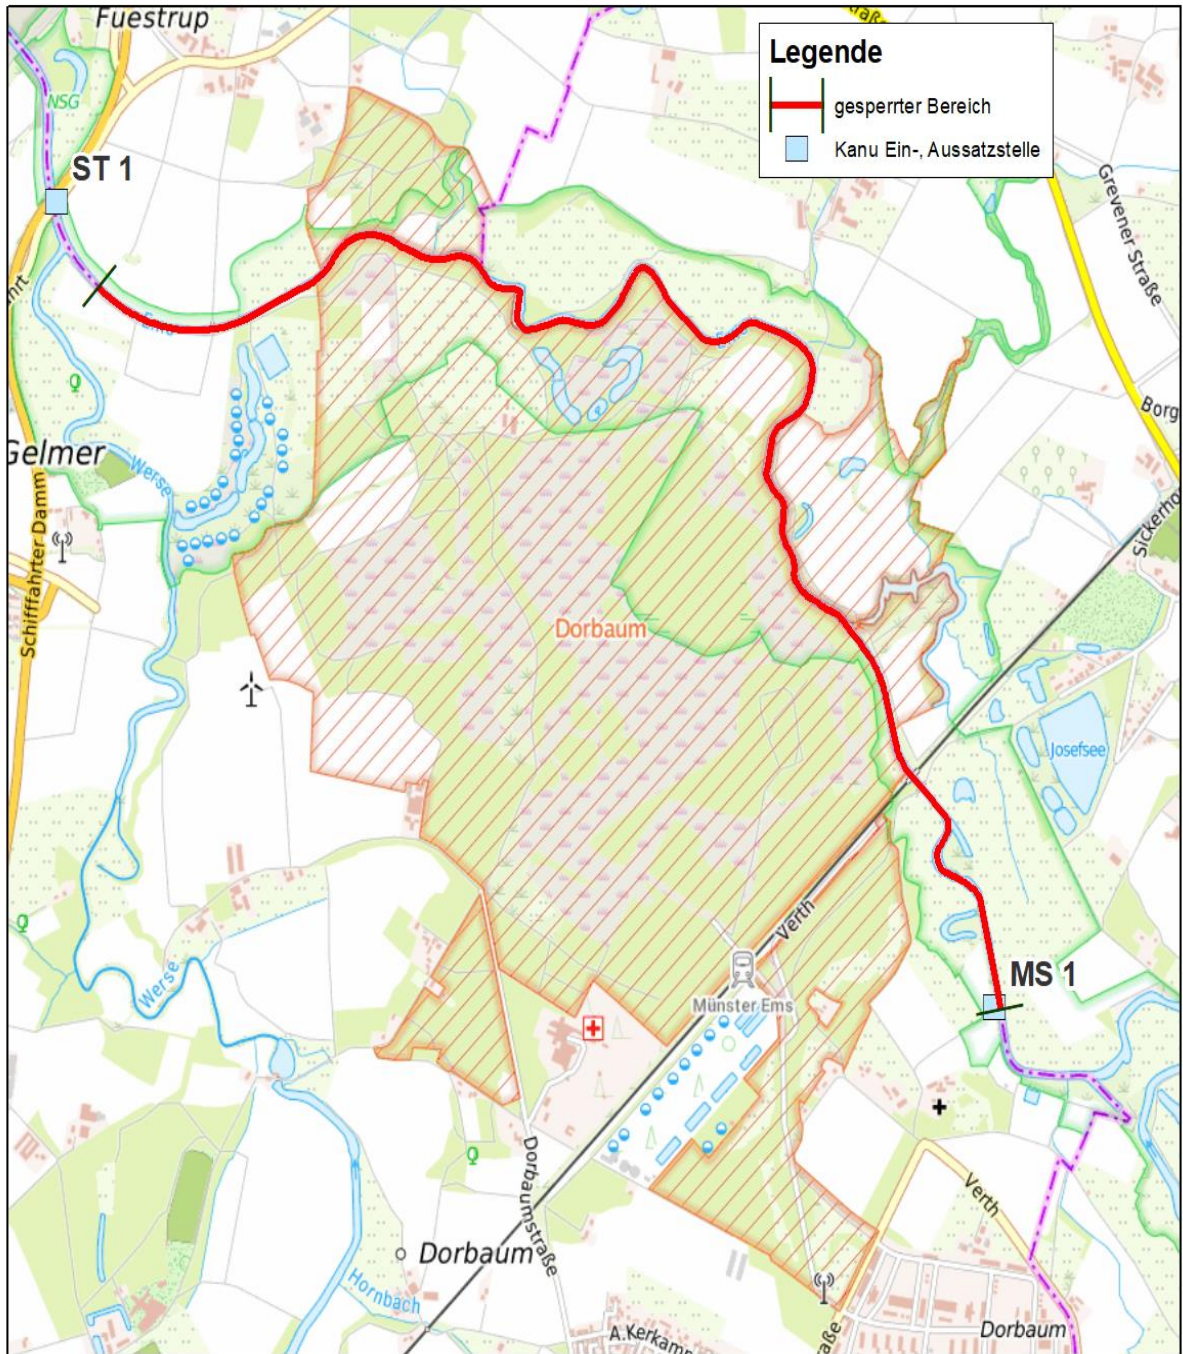 Fuestrup
Legende
gesperrter Bereich
Kanu Ein-, Aussatzstelle
NSG
ST 1
Grevener Straße
Borg
Gelmer
Werse
Schifffahrter Damm
Sickerho
Dorbaum
Josefsee
Verth
Münster Ems
MS 1
Werse
Dorbaumstraße
Verth
Dorbaum
Hornbach
Dorbaum
A.Kerkamp